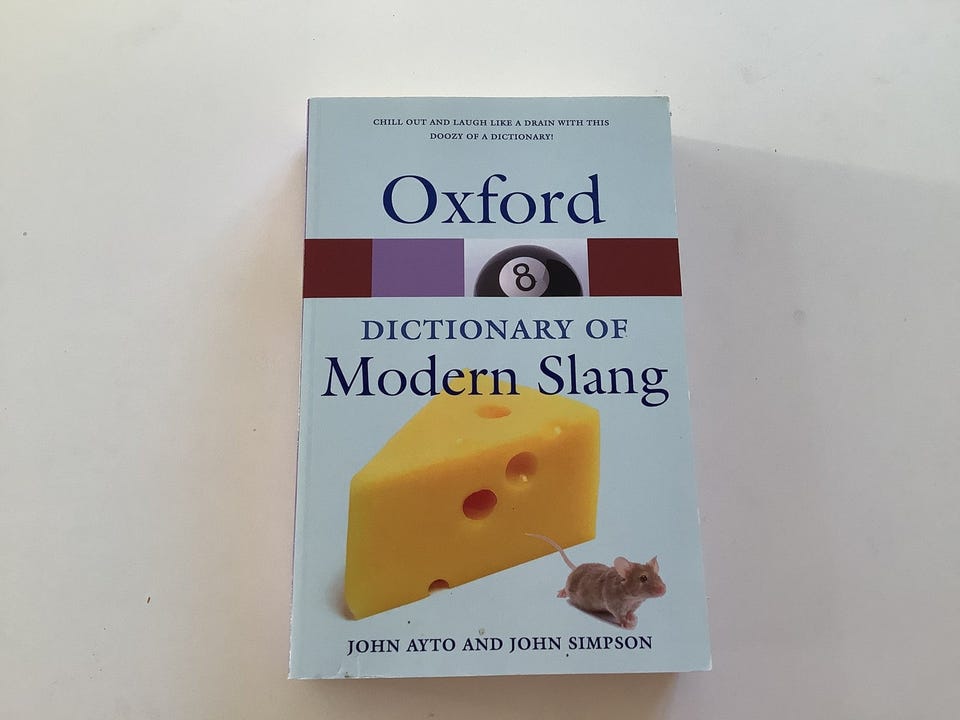 CHILL OUT AND LAUGH LIKE A DRAIN WITH THIS
DOOZY OF A DICTIONARY!
Oxford
8
DICTIONARY OF
Modern Slang
JOHN AYTO AND JOHN SIMPSON